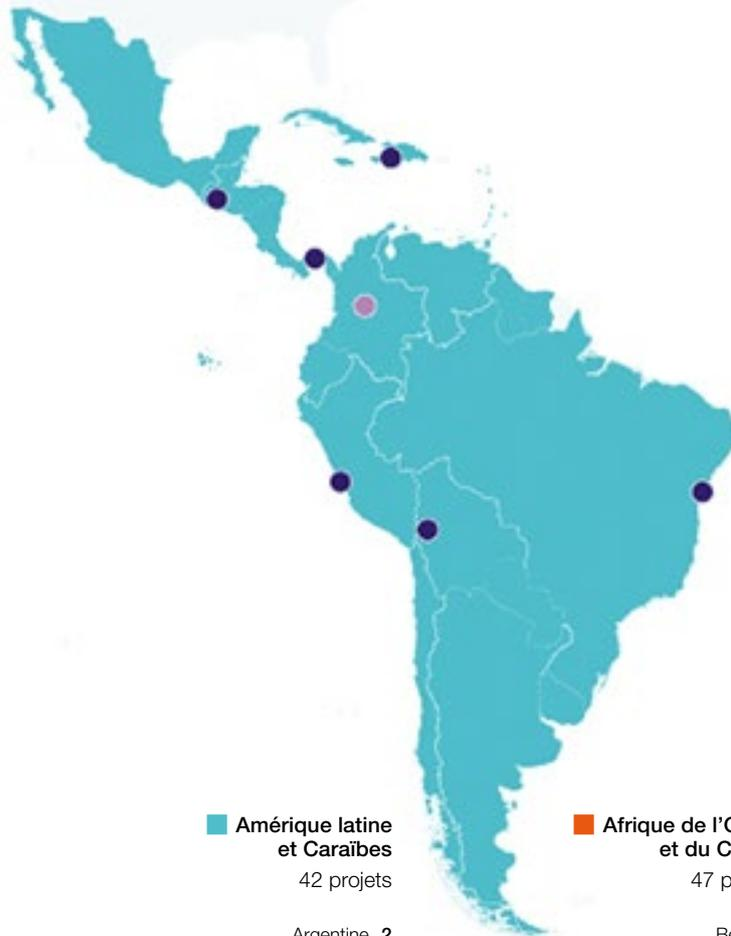 Amérique latine
et Caraïbes
42 projets
Argentine 2
Afrique de l'
et du
47